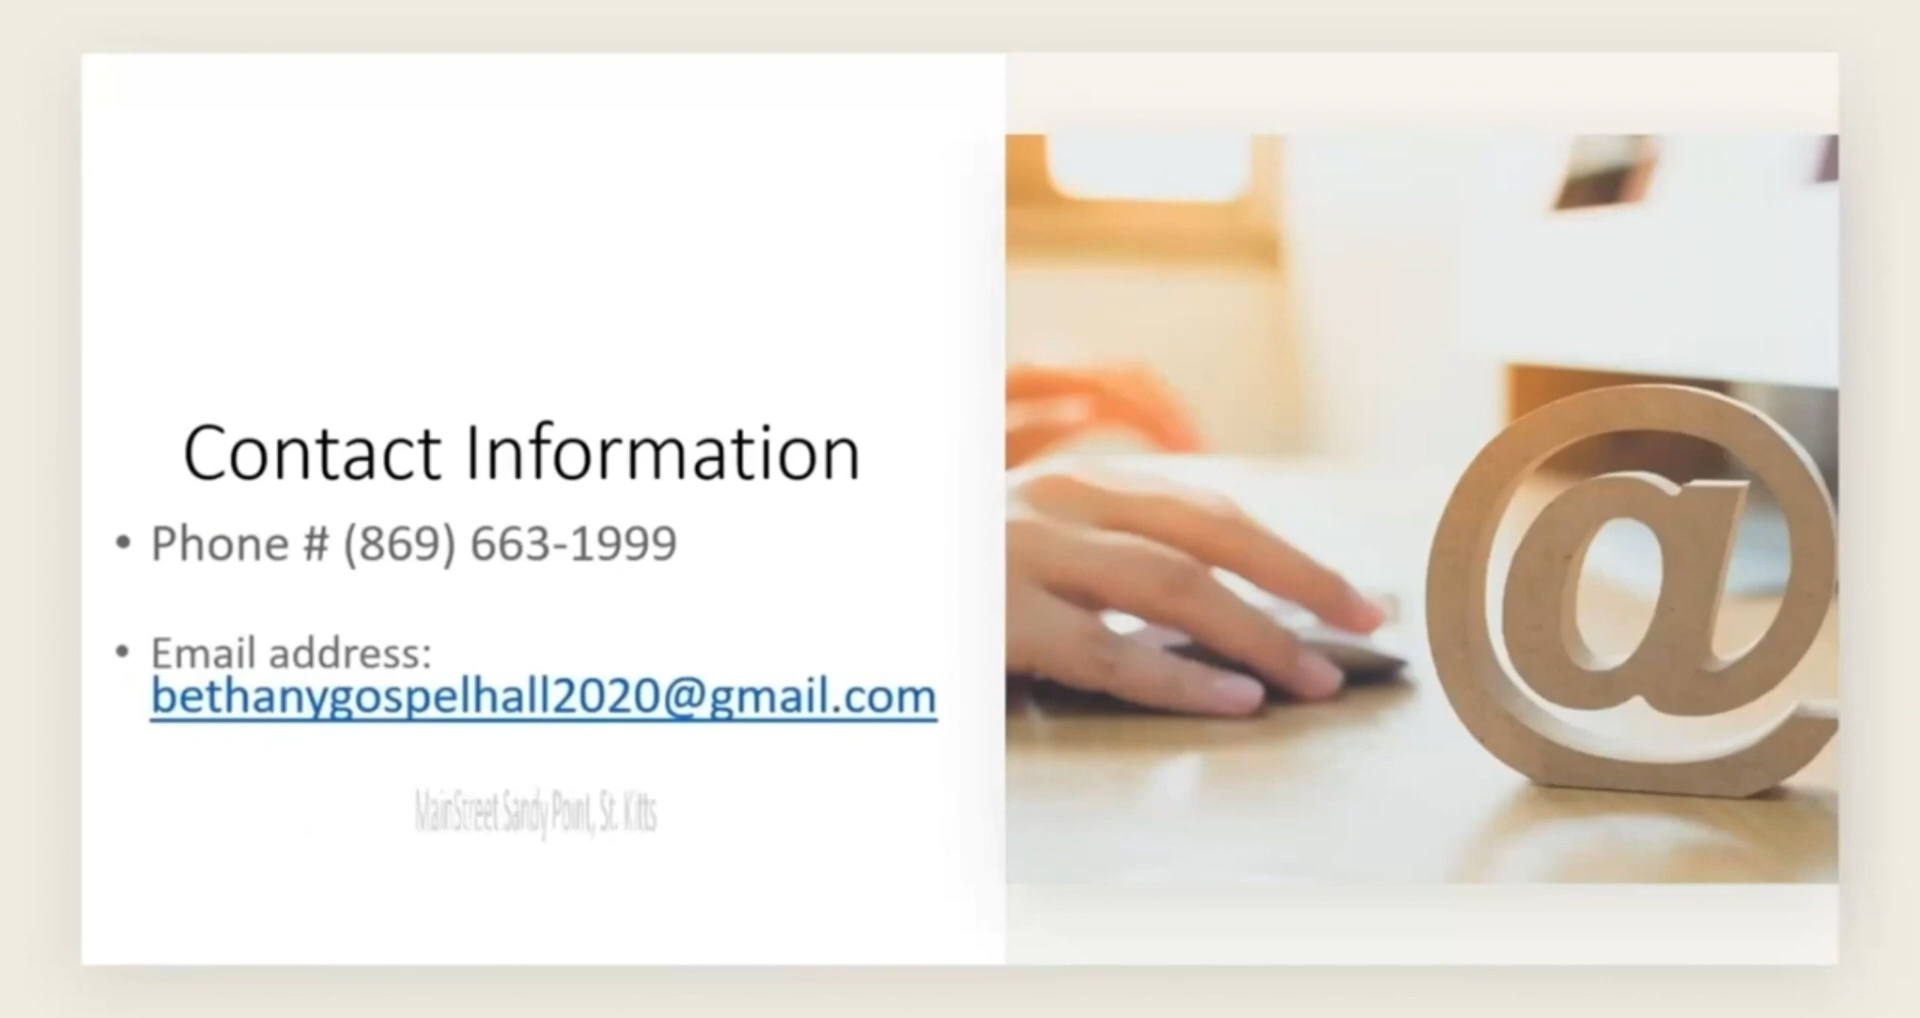 Contact Information
• Phone # (869) 663-1999
• Email address:
bethanygospelhall2020@gmail.com
MainStreet Sandy Point, St. Kitts
@